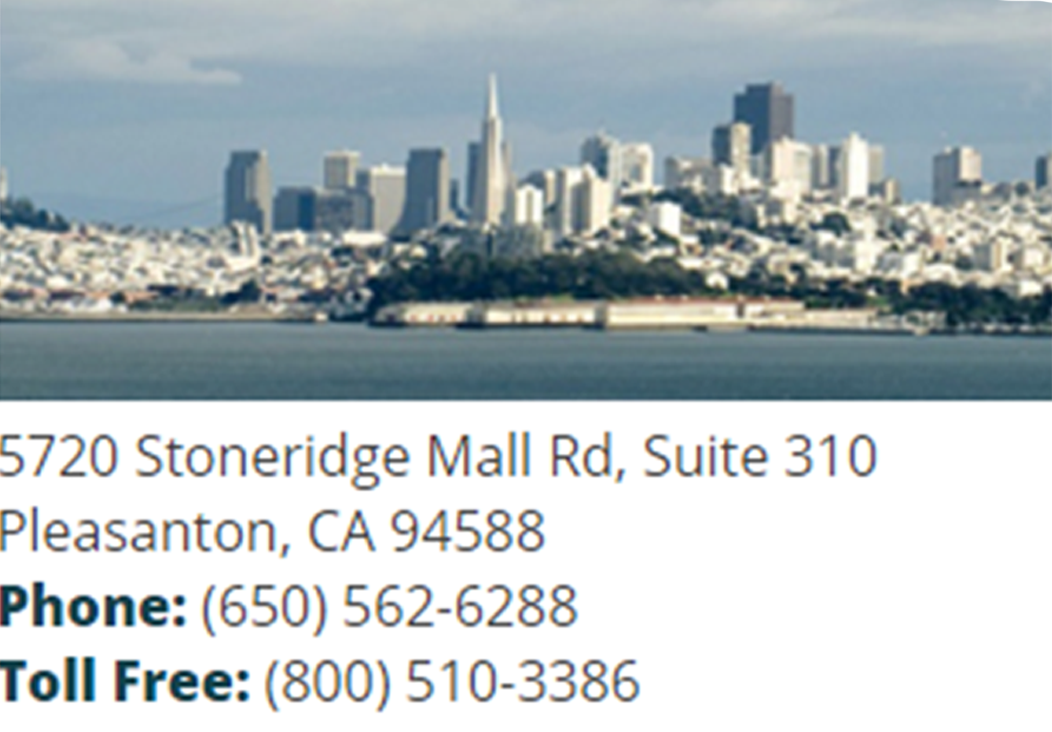 5720 Stoneridge Mall Rd, Suite 310
Pleasanton, CA 94588
Phone: (650) 562-6288
Toll Free: (800) 510-3386